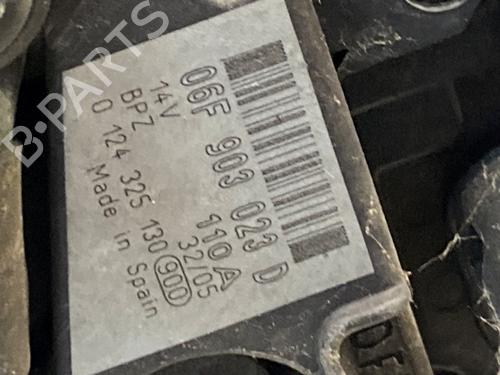 B-PARTS
06F 903 023 D
14V 110A
BPZ 32/05
0 124 325 130 900
Made in Spain